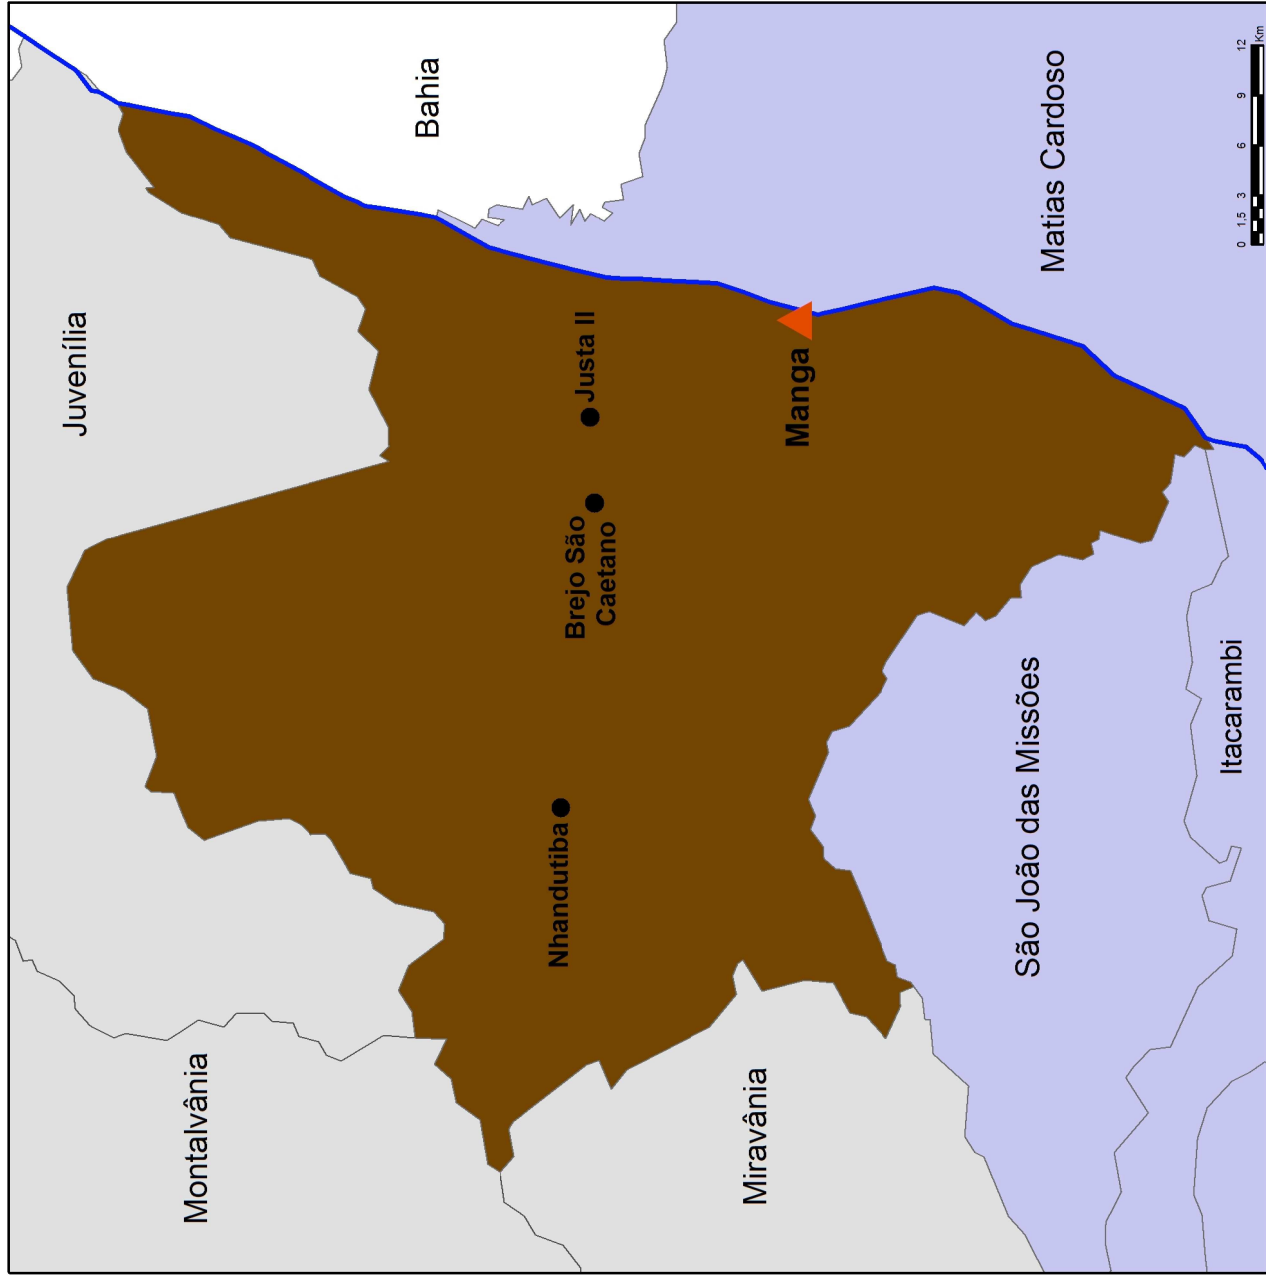 Montalvânia
Juvenília
Bahia
Nhandutiba
Brejo São
Caetano
Justa II
Miravânia
Manga
São João das Missões
Matias Cardoso
Itacarambi
0 1.5 3 6 9 12
Km